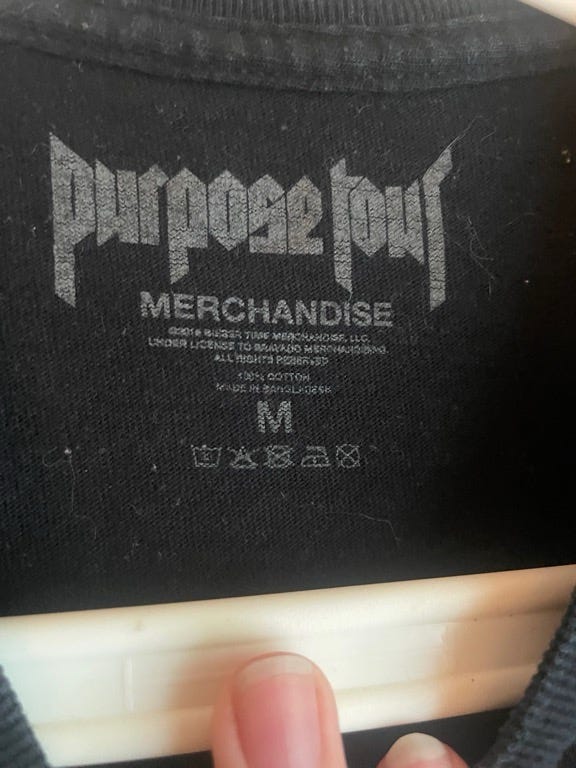 purpose tour
MERCHANDISE
©2016 BIEBER TIME MERCHANDISE, LLC.
UNDER LICENSE TO BRAVADO MERCHANDISING.
ALL RIGHTS RESERVED
100% COTTON
MADE IN BANGLADESH
M